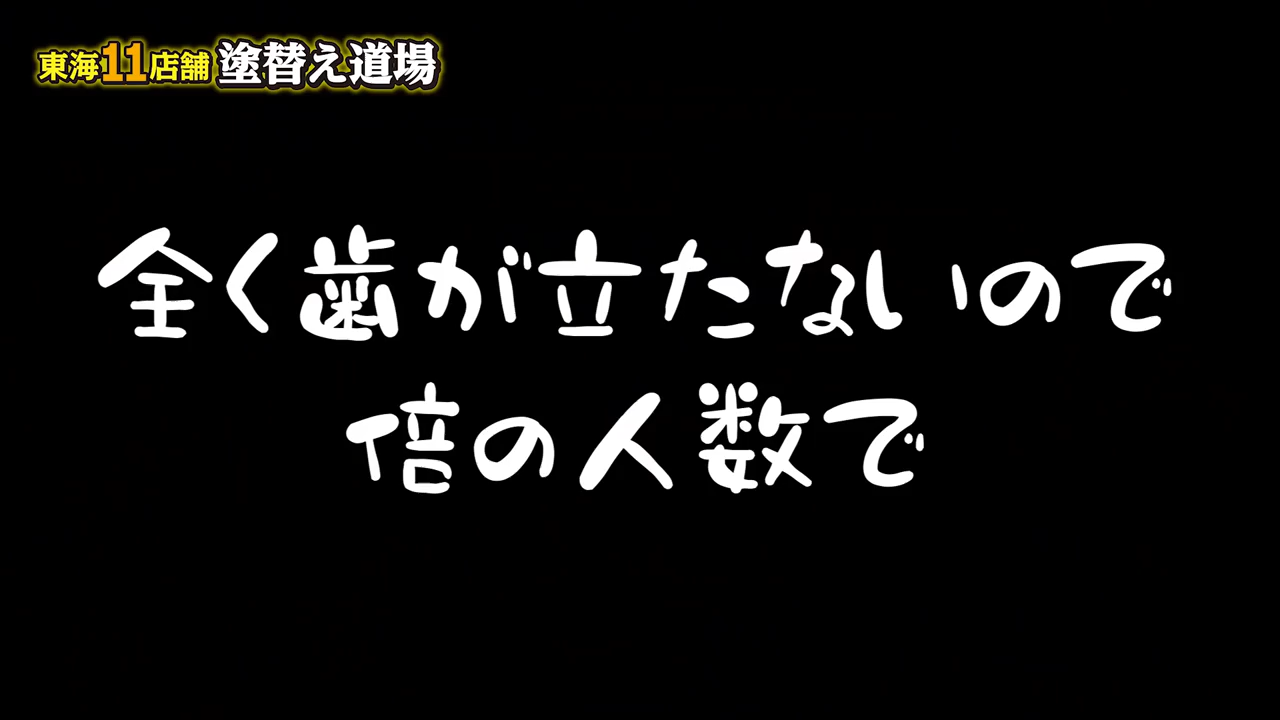 東海11店舗 塗替え道場
全く歯が立たないので
倍の人数で